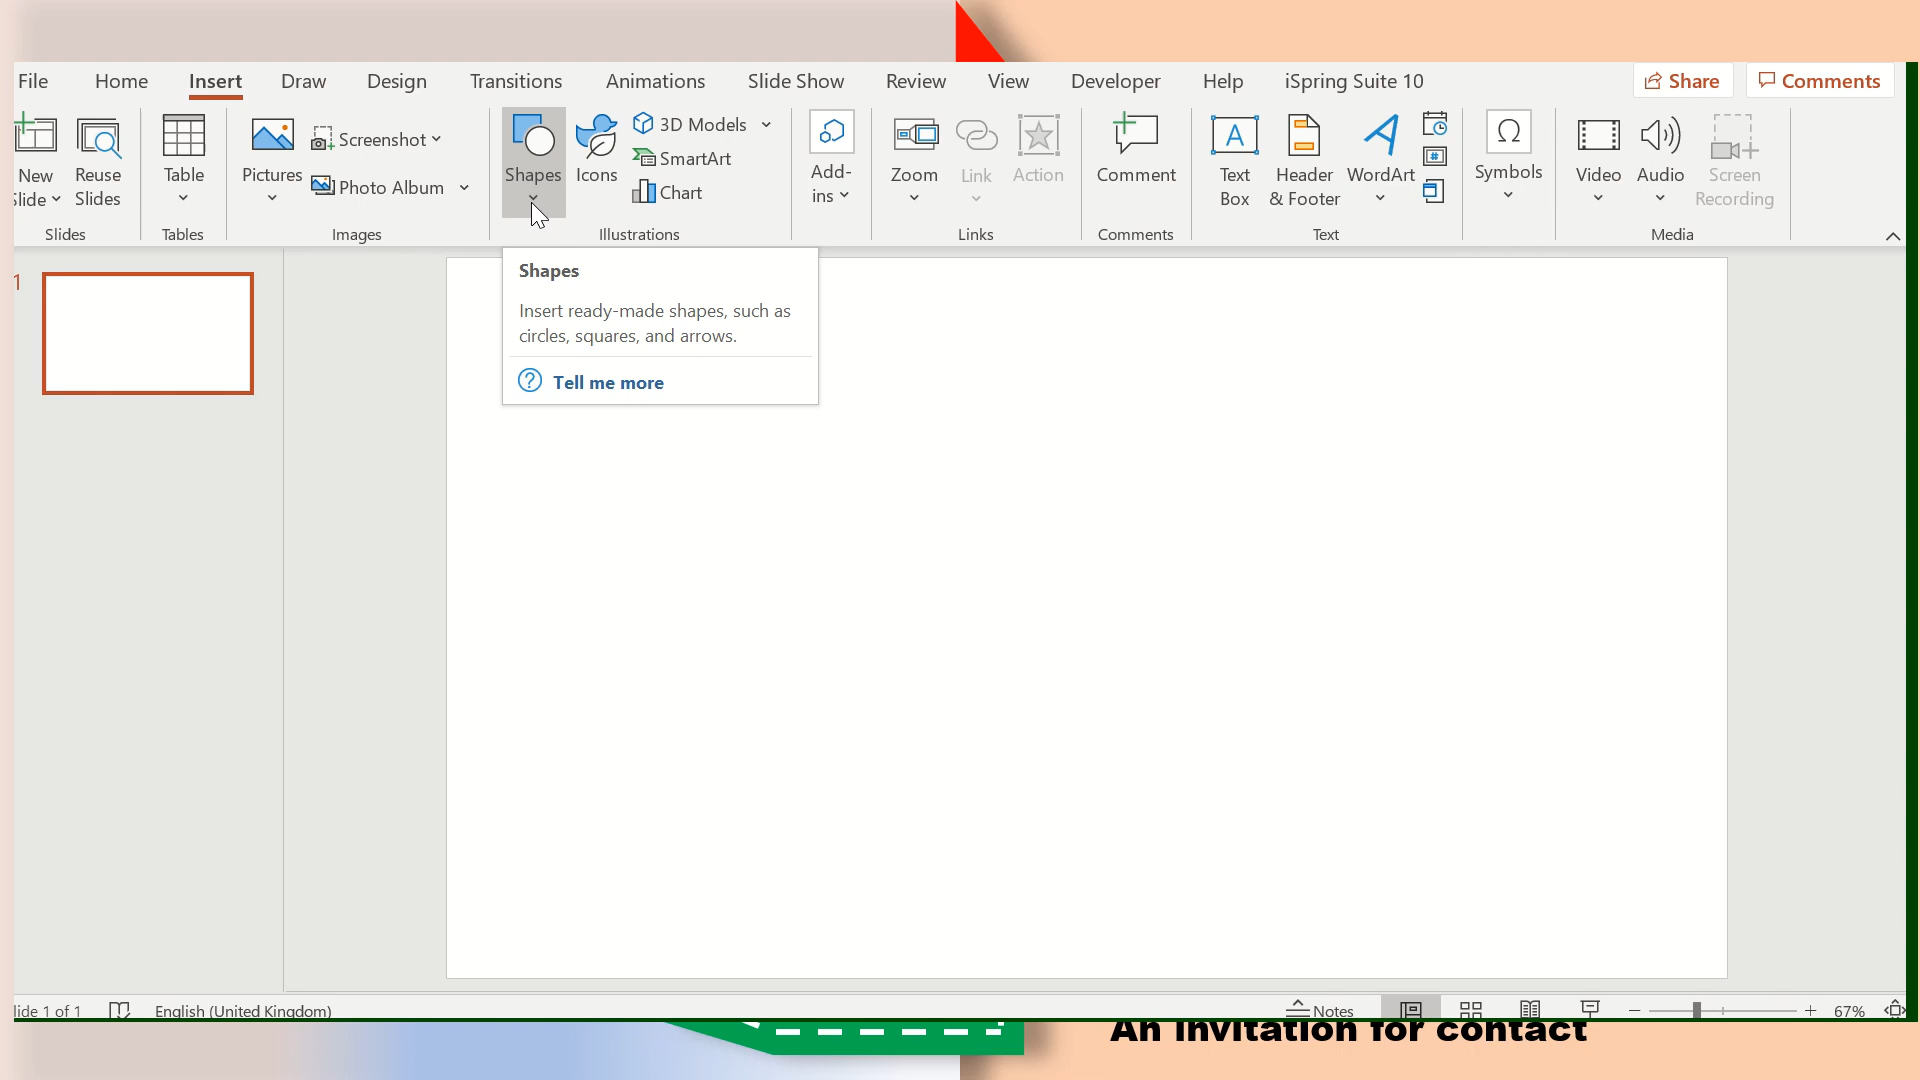 File Home Insert Draw Design Transitions Animations Slide Show Review View Developer Help iSpring Suite 10 Share Comments
New
Slide
Reuse
Slides
Slides
Table
Tables
Pictures
Screenshot
Photo Album
Images
Shapes
Icons
3D Models
SmartArt
Chart
Illustrations
Add-
ins
Zoom
Link
Action
Links
Comment
Comments
Text
Box
Header
& Footer
WordArt
Text
Symbols
Video
Audio
Screen
Recording
Media
1
Shapes
Insert ready-made shapes, such as
circles, squares, and arrows.
Tell me more
lide 1 of 1 English (United Kingdom) Notes 67%
An invitation for contact